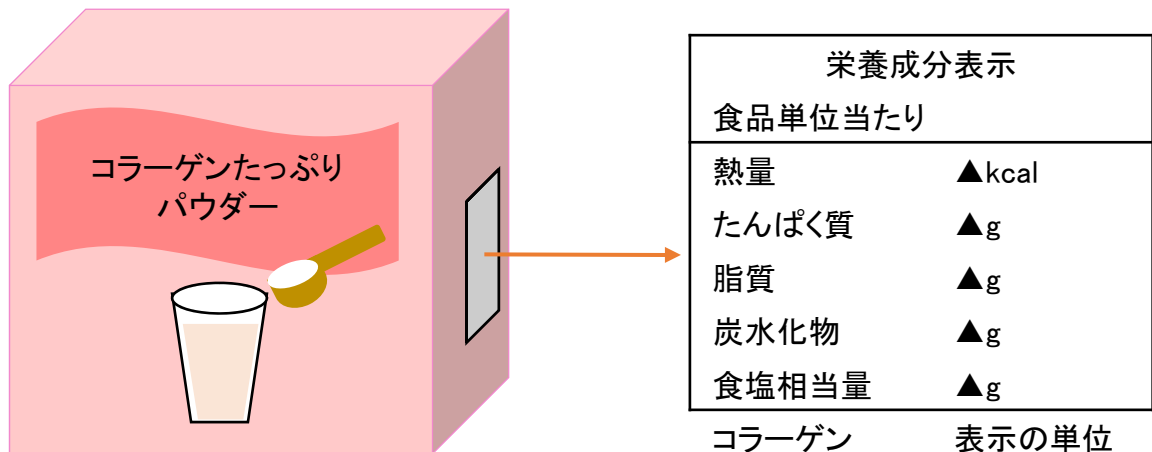 コラーゲンたっぷり
パウダー
栄養成分表示
食品単位当たり
熱量 ▲kcal
たんぱく質 ▲g
脂質 ▲g
炭水化物 ▲g
食塩相当量 ▲g
コラーゲン 表示の単位